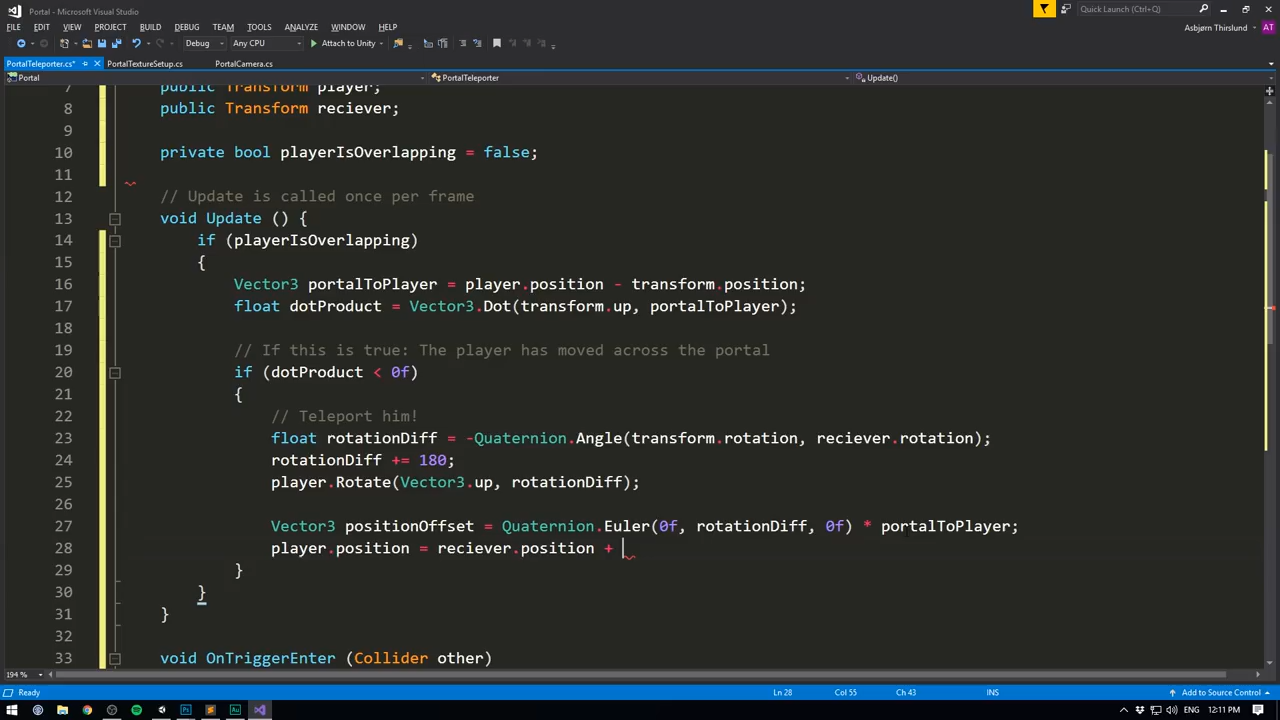 Portal - Microsoft Visual Studio
Quick Launch (Ctrl+Q)
FILE EDIT VIEW PROJECT BUILD DEBUG TEAM TOOLS ANALYZE WINDOW HELP
Asbjørn Thirslund AT
Debug Any CPU Attach to Unity
PortalTeleporter.cs* PortalTextureSetup.cs PortalCamera.cs
Portal PortalTeleporter Update()
7 public Transform player;
8 public Transform reciever;
9
10 private bool playerIsOverlapping = false;
11
12 // Update is called once per frame
13 void Update () {
14 if (playerIsOverlapping)
15 {
16 Vector3 portalToPlayer = player.position - transform.position;
17 float dotProduct = Vector3.Dot(transform.up, portalToPlayer);
18
19 // If this is true: The player has moved across the portal
20 if (dotProduct < 0f)
21 {
22 // Teleport him!
23 float rotationDiff = -Quaternion.Angle(transform.rotation, reciever.rotation);
24 rotationDiff += 180;
25 player.Rotate(Vector3.up, rotationDiff);
26
27 Vector3 positionOffset = Quaternion.Euler(0f, rotationDiff, 0f) * portalToPlayer;
28 player.position = reciever.position +
29 }
30 }
31 }
32
33 void OnTriggerEnter (Collider other)
194 %
Ready Ln 28 Col 55 Ch 43 INS Add to Source Control
ENG 12:11 PM